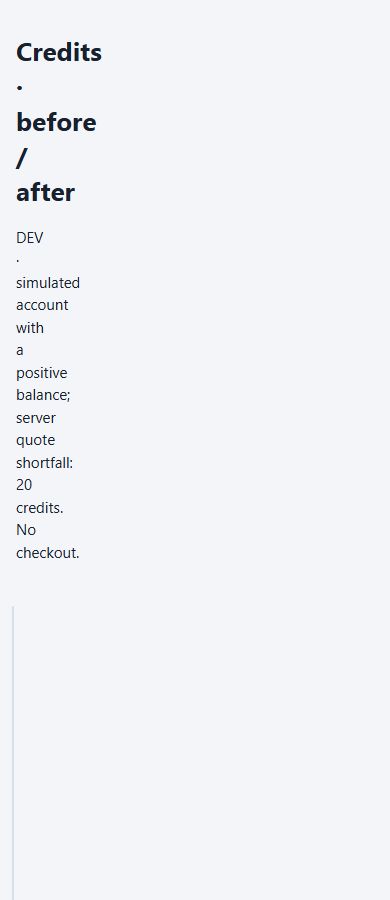 Credits
·
before
/
after
DEV
·
simulated
account
with
a
positive
balance;
server
quote
shortfall:
20
credits.
No
checkout.